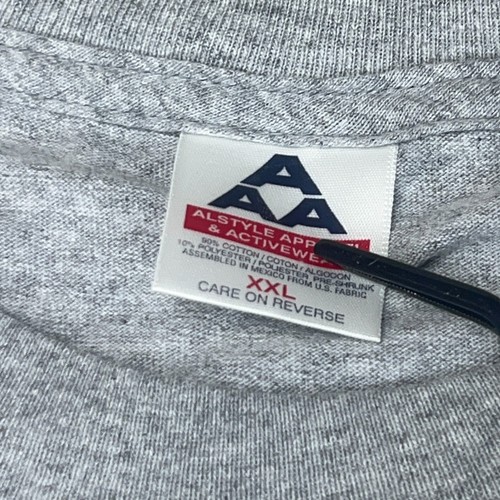 A
A A
ALSTYLE APPAREL
& ACTIVEWEAR
90% COTTON / COTON / ALGODON
10% POLYESTER / POLIESTER PRE-SHRUNK
ASSEMBLED IN MEXICO FROM U.S. FABRIC
XXL
CARE ON REVERSE